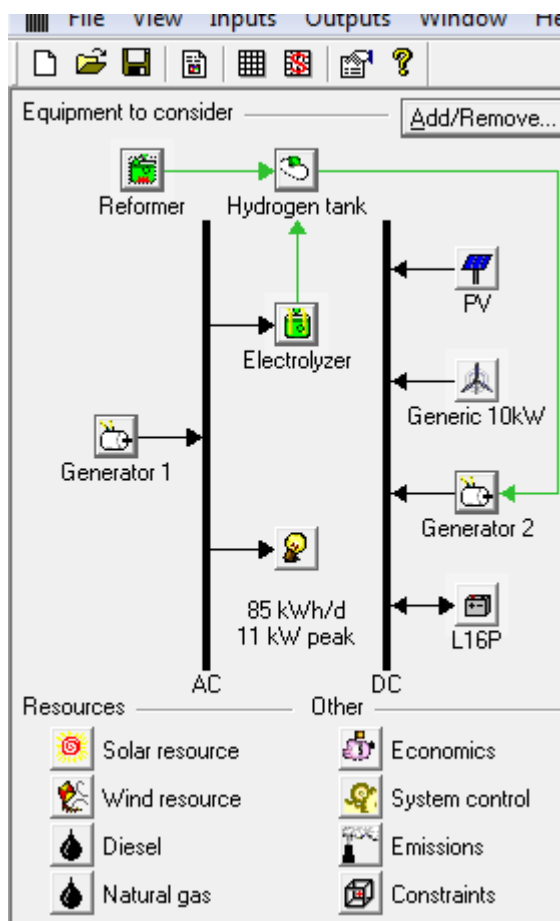 File View Inputs Outputs Window He
Equipment to consider Add/Remove...
Reformer Hydrogen tank
PV
Electrolyzer
Generic 10kW
Generator 1
Generator 2
85 kWh/d
11 kW peak
L16P
AC DC
Resources Other
Solar resource Economics
Wind resource System control
Diesel Emissions
Natural gas Constraints